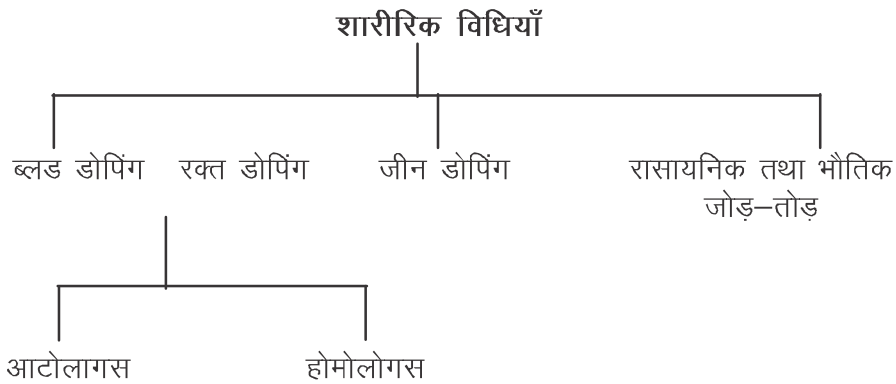 शारीरिक विधियाँ
ब्लड डोपिंग रक्त डोपिंग जीन डोपिंग रासायनिक तथा भौतिक
जोड़–तोड़
आटोलागस होमोलोगस